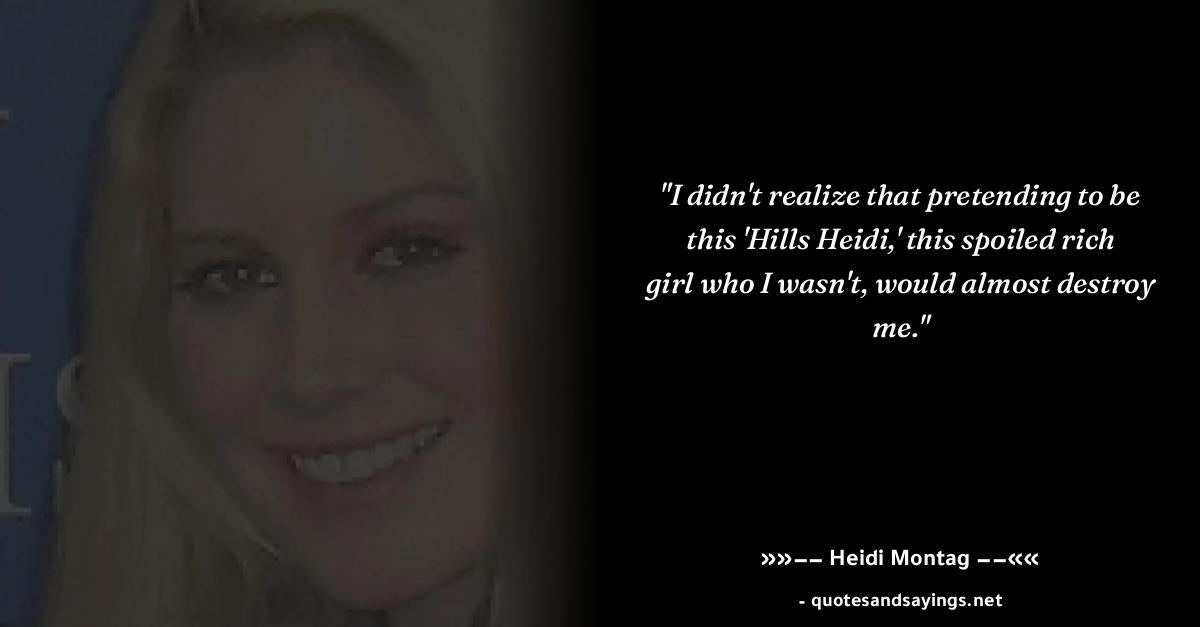 "I didn't realize that pretending to be
this 'Hills Heidi,' this spoiled rich
girl who I wasn't, would almost destroy
me."
»»–– Heidi Montag ––««
- quotesandsayings.net